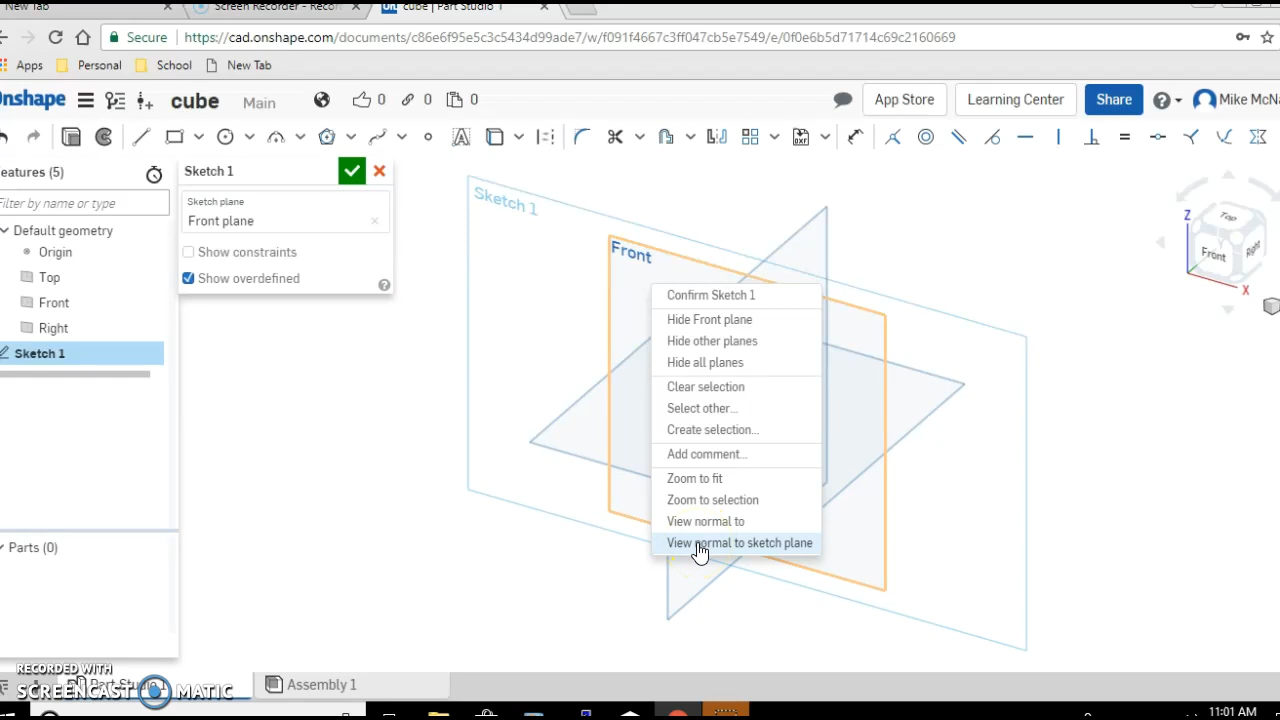 New Tab
Screen Recorder - Record
cube | Part Studio 1
Secure
https://cad.onshape.com/documents/c86e6f95e5c3c5434d99ade7/w/f091f4667c3ff047cb5e7549/e/0f0e6b5d71714c69c2160669
Apps
Personal
School
New Tab
nshape
cube
Main
0
0
0
App Store
Learning Center
Share
Mike McNa
eatures (5)
Filter by name or type
Default geometry
Origin
Top
Front
Right
Sketch 1
Parts (0)
Sketch 1
Sketch plane
Front plane
Show constraints
Show overdefined
Sketch 1
Front
Confirm Sketch 1
Hide Front plane
Hide other planes
Hide all planes
Clear selection
Select other...
Create selection...
Add comment...
Zoom to fit
Zoom to selection
View normal to
View normal to sketch plane
Z
Top
Y
Front
Right
X
RECORDED WITH
SCREENCAST MATIC
Part Studio 1
Assembly 1
11:01 AM